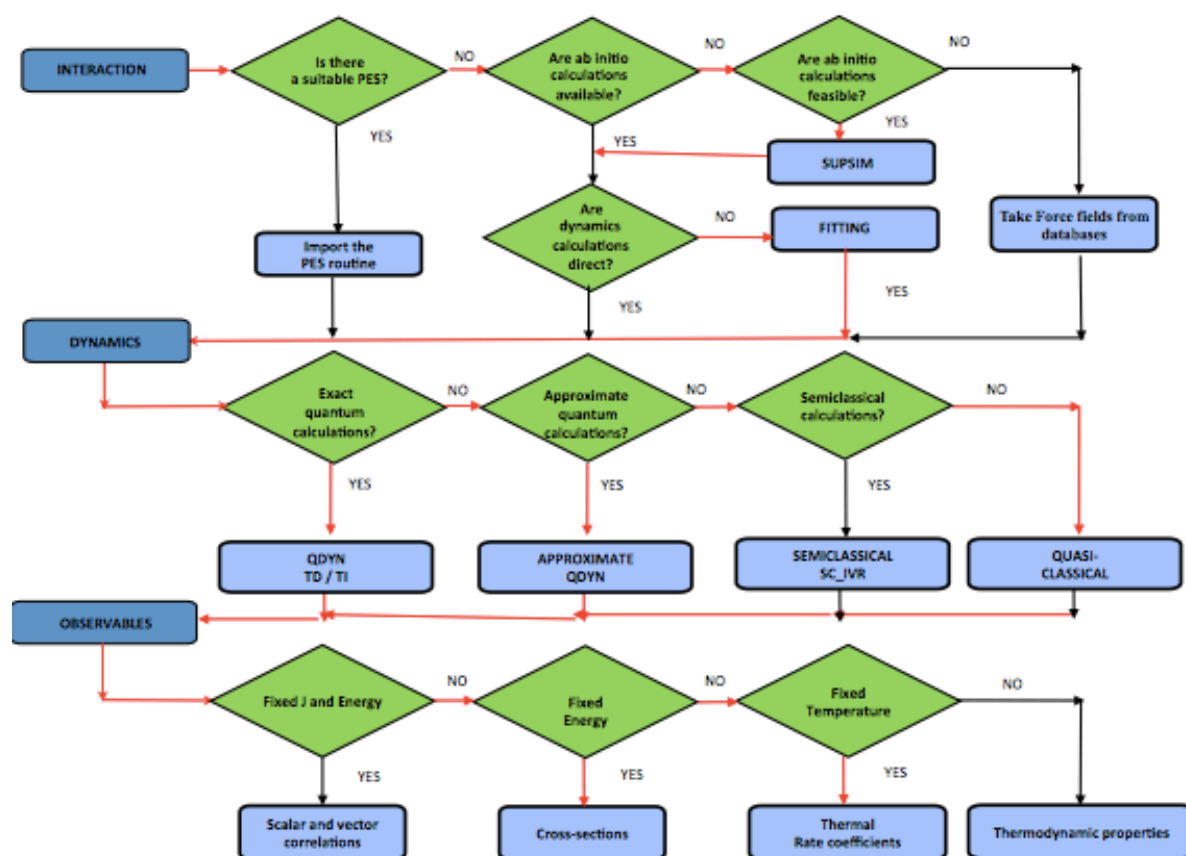 NO
NO
NO
INTERACTION
Is there
a suitable PES?
Are ab initio
calculations
available?
Are ab initio
calculations
feasible?
YES
YES
YES
SUPSIM
Import the
PES routine
Are
dynamics
calculations
direct?
NO
FITTING
Take Force fields from
databases
YES
YES
DYNAMICS
Exact
quantum
calculations?
NO
Approximate
quantum
calculations?
NO
Semiclassical
calculations?
NO
YES
YES
YES
QDYN
TD / TI
APPROXIMATE
QDYN
SEMICLASSICAL
SC_IVR
QUASI-
CLASSICAL
OBSERVABLES
Fixed J and Energy
NO
Fixed
Energy
NO
Fixed
Temperature
NO
YES
YES
YES
Scalar and vector
correlations
Cross-sections
Thermal
Rate coefficients
Thermodynamic properties